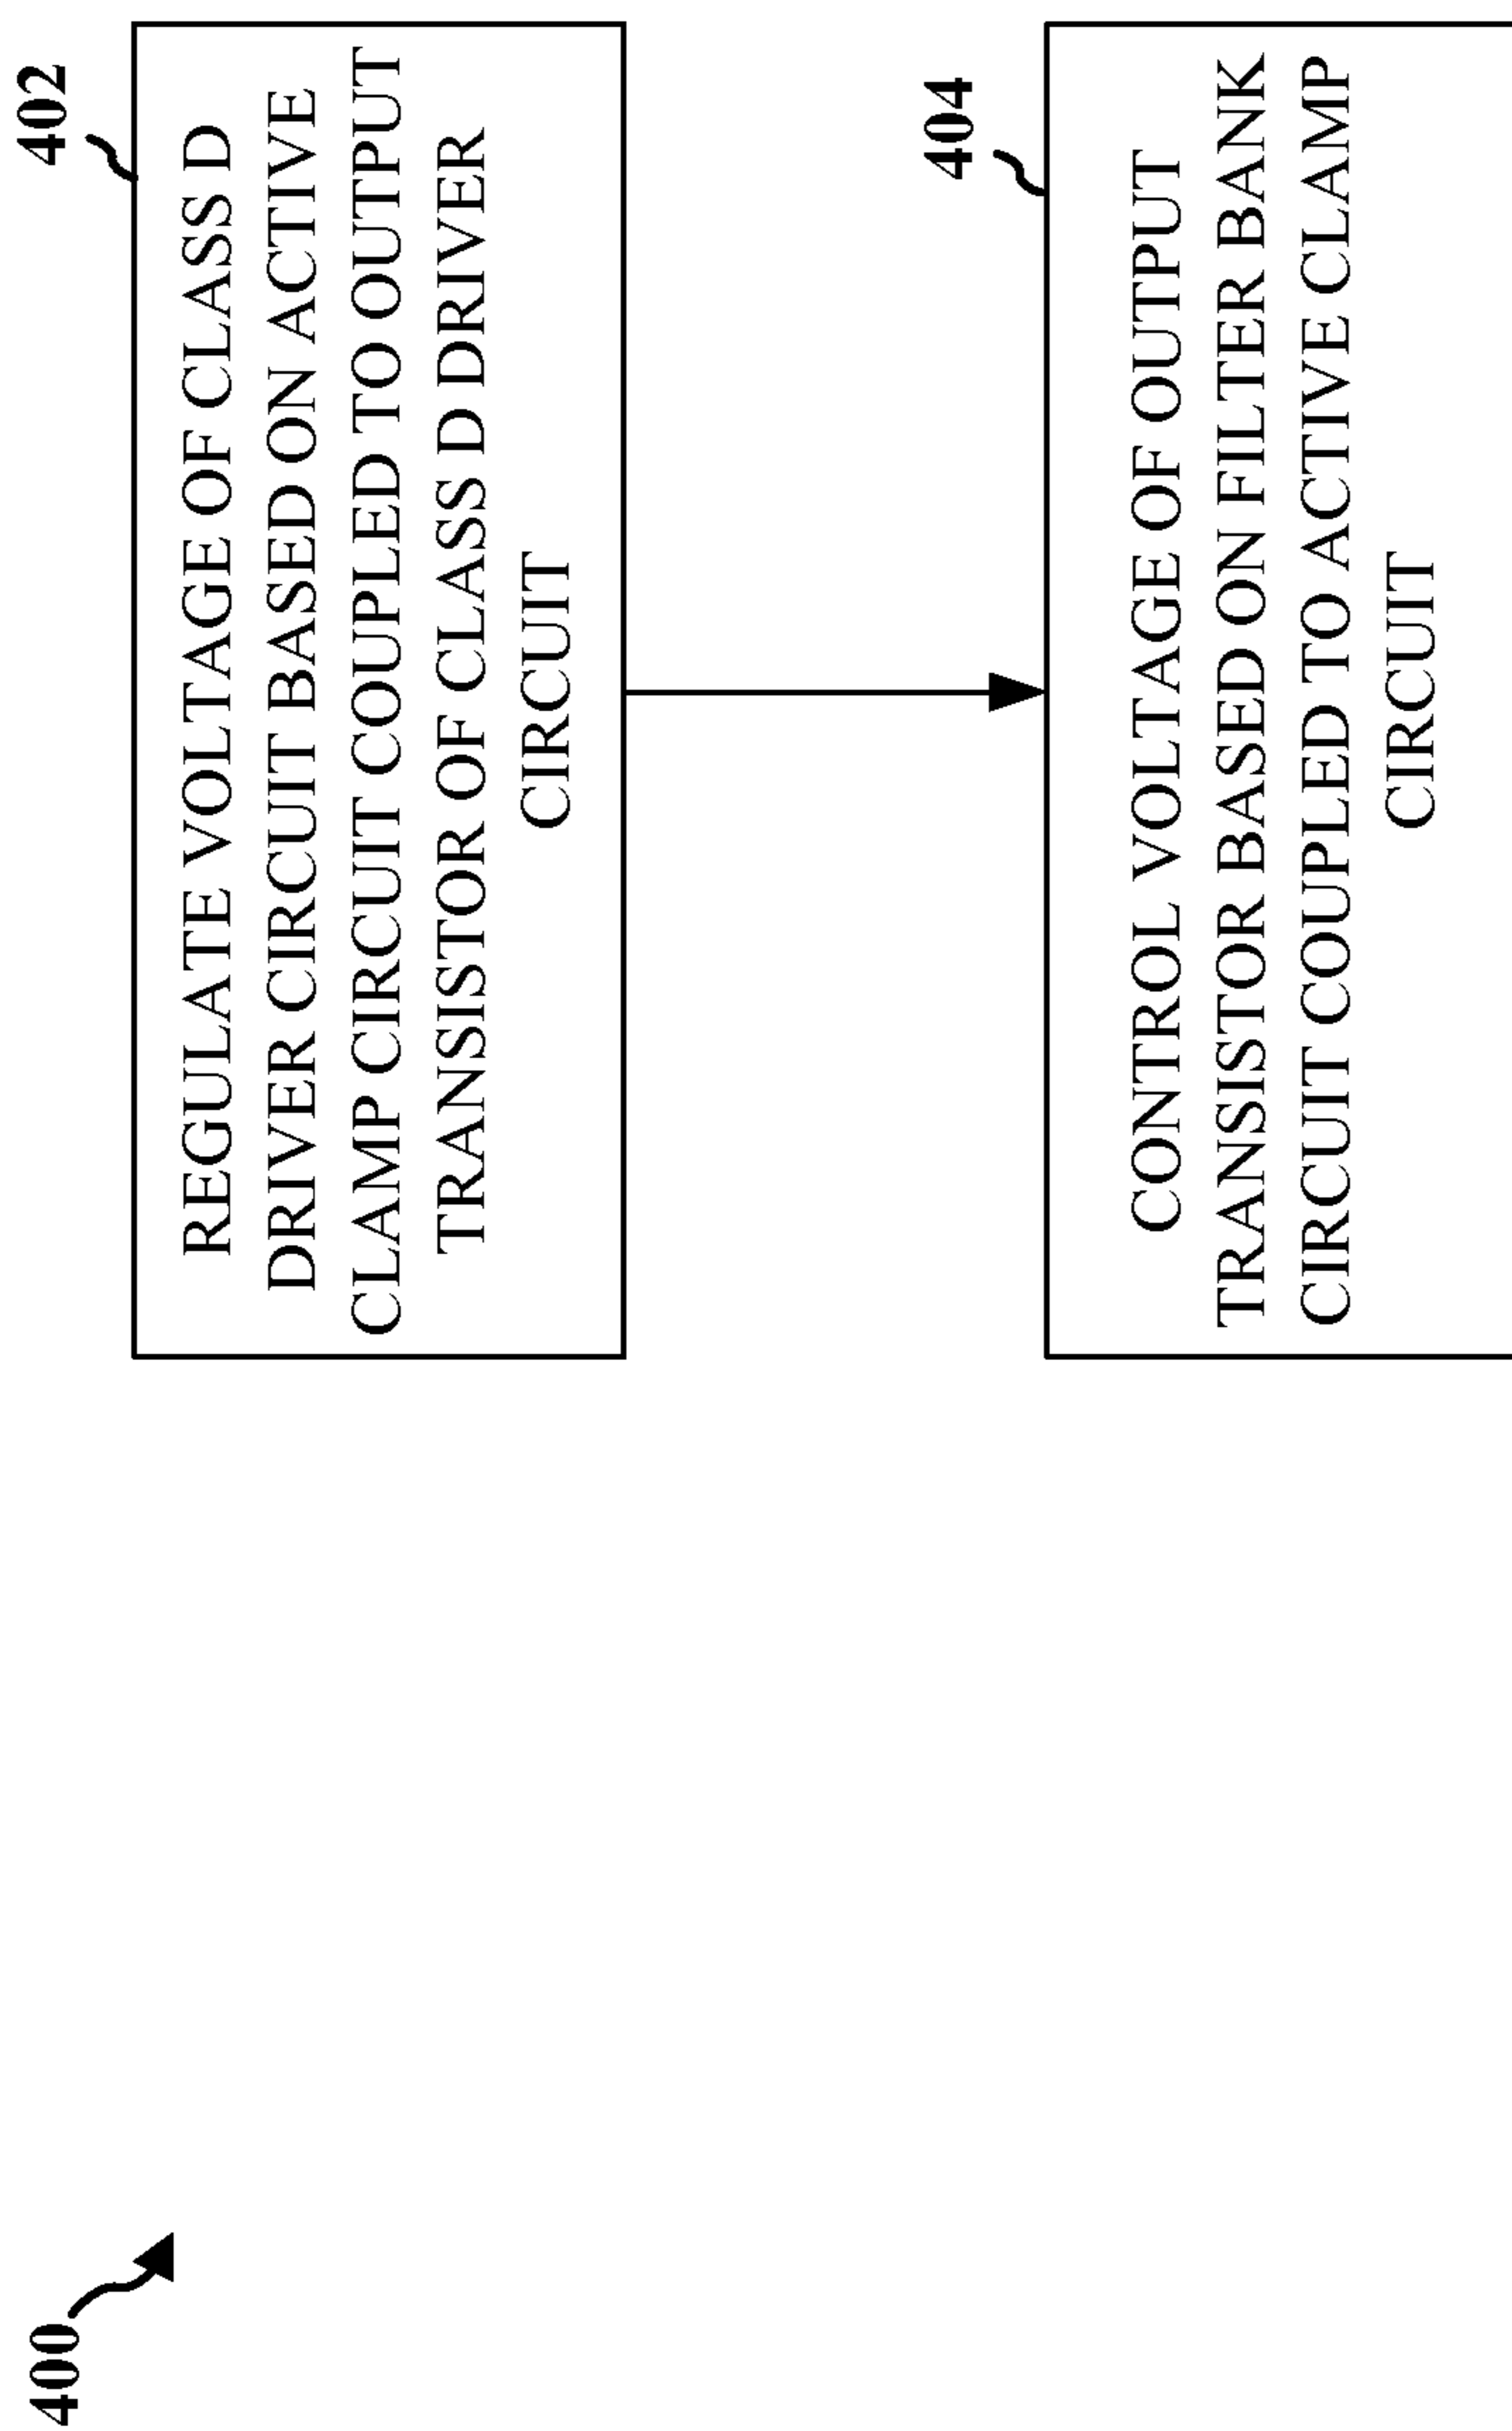 400
402
REGULATE VOLTAGE OF CLASS D
DRIVER CIRCUIT BASED ON ACTIVE
CLAMP CIRCUIT COUPLED TO OUTPUT
TRANSISTOR OF CLASS D DRIVER
CIRCUIT
404
CONTROL VOLTAGE OF OUTPUT
TRANSISTOR BASED ON FILTER BANK
CIRCUIT COUPLED TO ACTIVE CLAMP
CIRCUIT